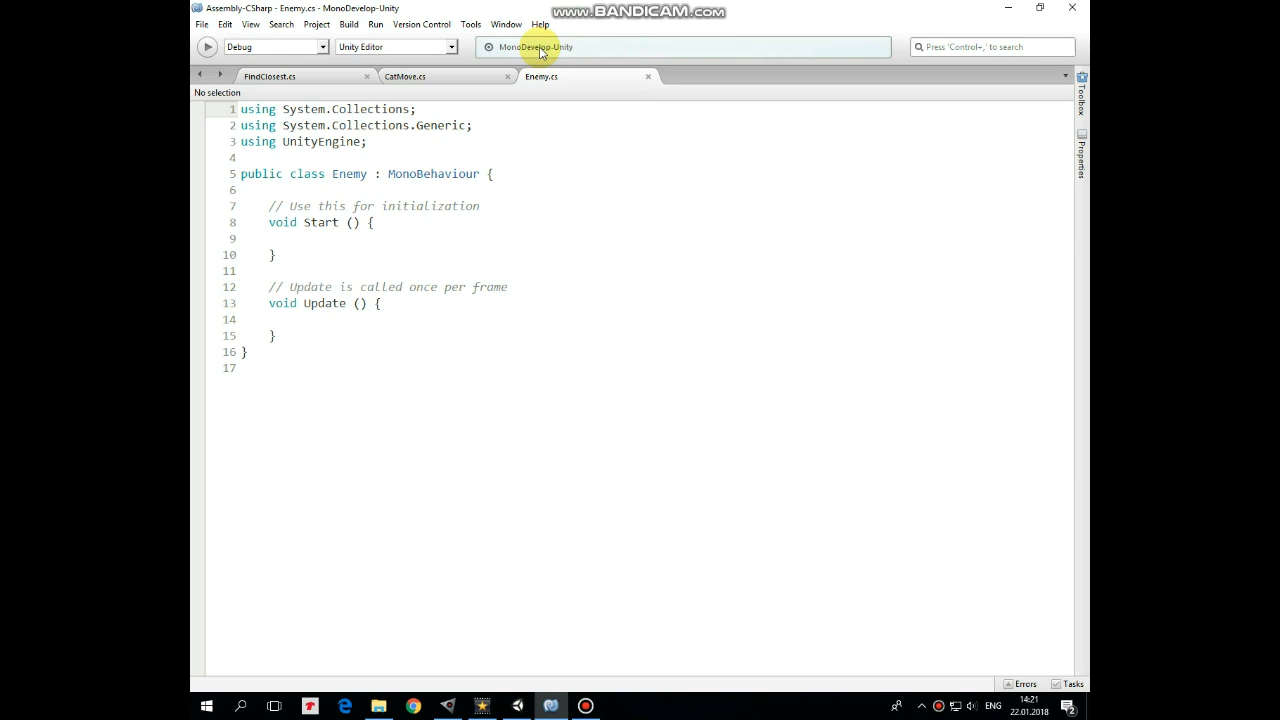 Assembly-CSharp - Enemy.cs - MonoDevelop-Unity
www.BANDICAM.com
File Edit View Search Project Build Run Version Control Tools Window Help
Debug Unity Editor MonoDevelop-Unity Press 'Control+,' to search
FindClosest.cs CatMove.cs Enemy.cs
Toolbox
Properties
No selection
1 using System.Collections;
2 using System.Collections.Generic;
3 using UnityEngine;
4
5 public class Enemy : MonoBehaviour {
6
7 // Use this for initialization
8 void Start () {
9
10 }
11
12 // Update is called once per frame
13 void Update () {
14
15 }
16 }
17
Errors Tasks
ENG
14:21
22.01.2018
2